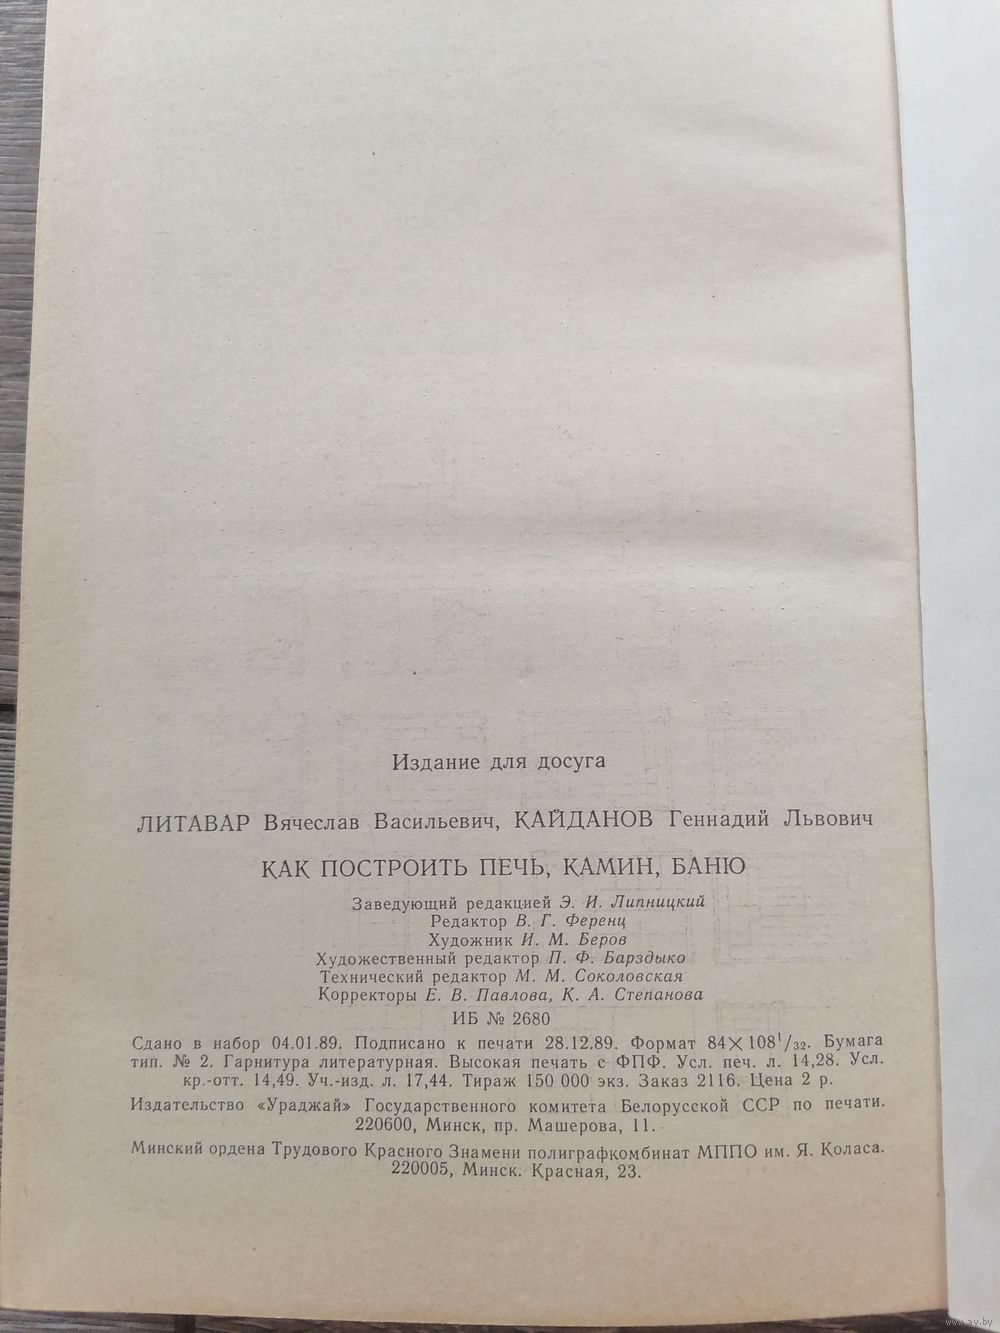 Издание для досуга
ЛИТАВАР Вячеслав Васильевич, КАЙДАНОВ Геннадий Львович
КАК ПОСТРОИТЬ ПЕЧЬ, КАМИН, БАНЮ
Заведующий редакцией Э. И. Липницкий
Редактор В. Г. Ференц
Художник И. М. Беров
Художественный редактор П. Ф. Барздыко
Технический редактор М. М. Соколовская
Корректоры Е. В. Павлова, К. А. Степанова
ИБ № 2680
Сдано в набор 04.01.89. Подписано к печати 28.12.89. Формат 84×108¹/₃₂. Бумага
тип. № 2. Гарнитура литературная. Высокая печать с ФПФ. Усл. печ. л. 14,28. Усл.
кр.-отт. 14,49. Уч.-изд. л. 17,44. Тираж 150 000 экз. Заказ 2116. Цена 2 р.
Издательство «Ураджай» Государственного комитета Белорусской ССР по печати.
220600, Минск, пр. Машерова, 11.
Минский ордена Трудового Красного Знамени полиграфкомбинат МППО им. Я. Коласа.
220005, Минск. Красная, 23.
www.ay.by